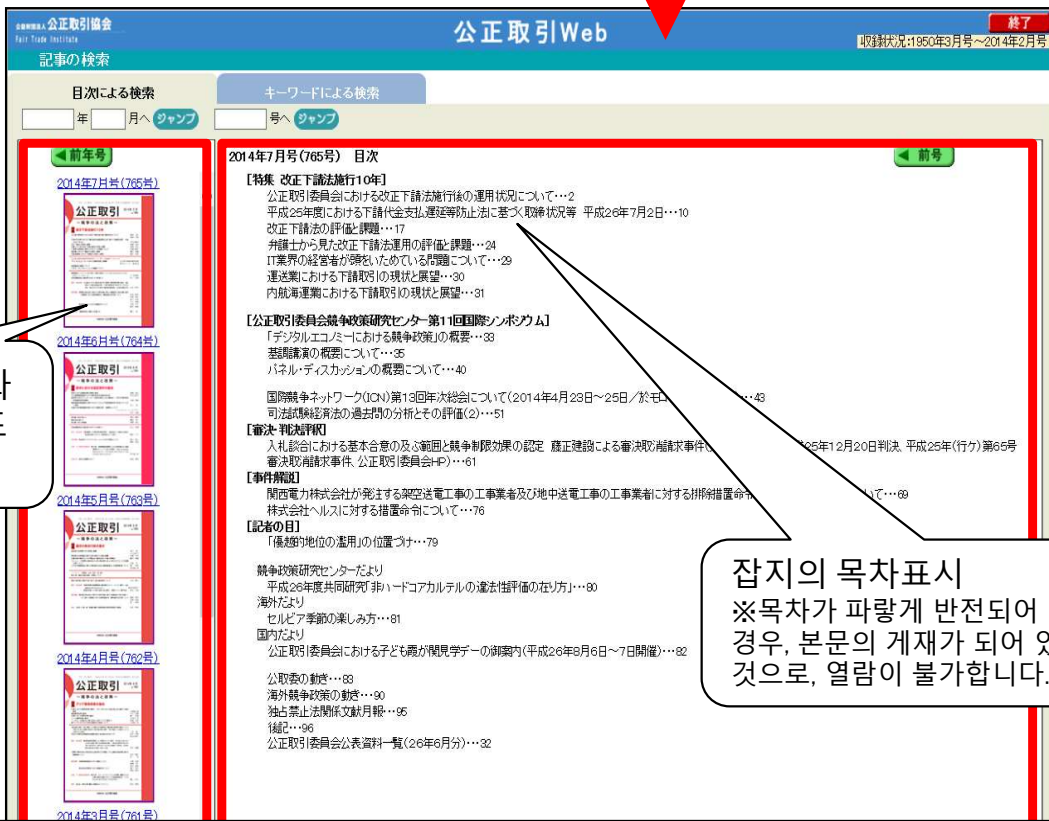 公益財団法人 公正取引協会
Fair Trade Institute
公正取引Web
終了
収録状況:1950年3月号～2014年2月号
記事の検索
目次による検索
キーワードによる検索
年 月へ ジャンプ
号へ ジャンプ
前年号
2014年7月号(765号)
公正取引
2014年6月号(764号)
公正取引
2014年5月号(763号)
公正取引
2014年4月号(762号)
公正取引
2014年3月号(761号)
2014年7月号(765号) 目次
前号
[特集 改正下請法施行10年]
公正取引委員会における改正下請法施行後の運用状況について…2
平成25年度における下請代金支払遅延等防止法に基づく取締状況等 平成26年7月2日…10
改正下請法の評価と課題…17
弁護士から見た改正下請法運用の評価と課題…24
IT業界の経営者が頭をいためている問題について…29
運送業における下請取引の現状と展望…30
内航海運業における下請取引の現状と展望…31
[公正取引委員会競争政策研究センター第11回国際シンポジウム]
「デジタルエコノミーにおける競争政策」の概要…33
基調講演の概要について…35
パネル・ディスカッションの概要について…40
国際競争ネットワーク(ICN)第13回年次総会について(2014年4月23日～25日／於モロ …43
司法試験経済法の過去問の分析とその評価(2)…51
[審決・判決評釈]
入札談合における基本合意の及ぶ範囲と競争制限効果の認定 藤正建設による審決取消請求事件 25年12月20日判決、平成25年(行ケ)第65号
審決取消請求事件、公正取引委員会HP)…61
[事件解説]
関西電力株式会社が発注する架空送電工事の工事業者及び地中送電工事の工事業者に対する排除措置命令 いて…69
株式会社ヘルスに対する措置命令について…76
[記者の目]
「優越的地位の濫用」の位置づけ…79
競争政策研究センターだより
平成26年度共同研究「非ハードコアカルテルの違法性評価の在り方」…80
海外だより
セルビア季節の楽しみ方…81
国内だより
公正取引委員会における子ども霞が関見学デーの御案内(平成26年8月6日～7日開催)…82
公取委の動き…83
海外競争政策の動き…90
独占禁止法関係文献月報…95
後記…96
公正取引委員会公表資料一覧(26年6月分)…32
잡지의 목차표시
※목차가 파랗게 반전되어
경우, 본문의 게재가 되어 있
것으로, 열람이 불가합니다.